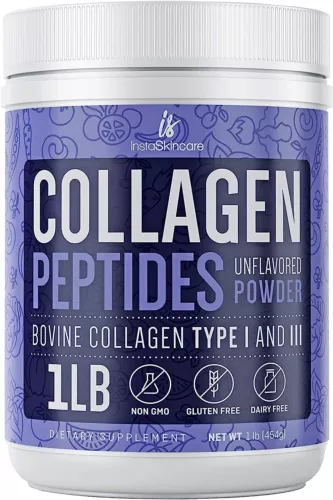 is
InstaSkincare
COLLAGEN
PEPTIDES UNFLAVORED POWDER
BOVINE COLLAGEN TYPE I AND III
1LB
NON GMO
GLUTEN FREE
DAIRY FREE
DIETARY SUPPLEMENT NET WT 1 lb (454g)